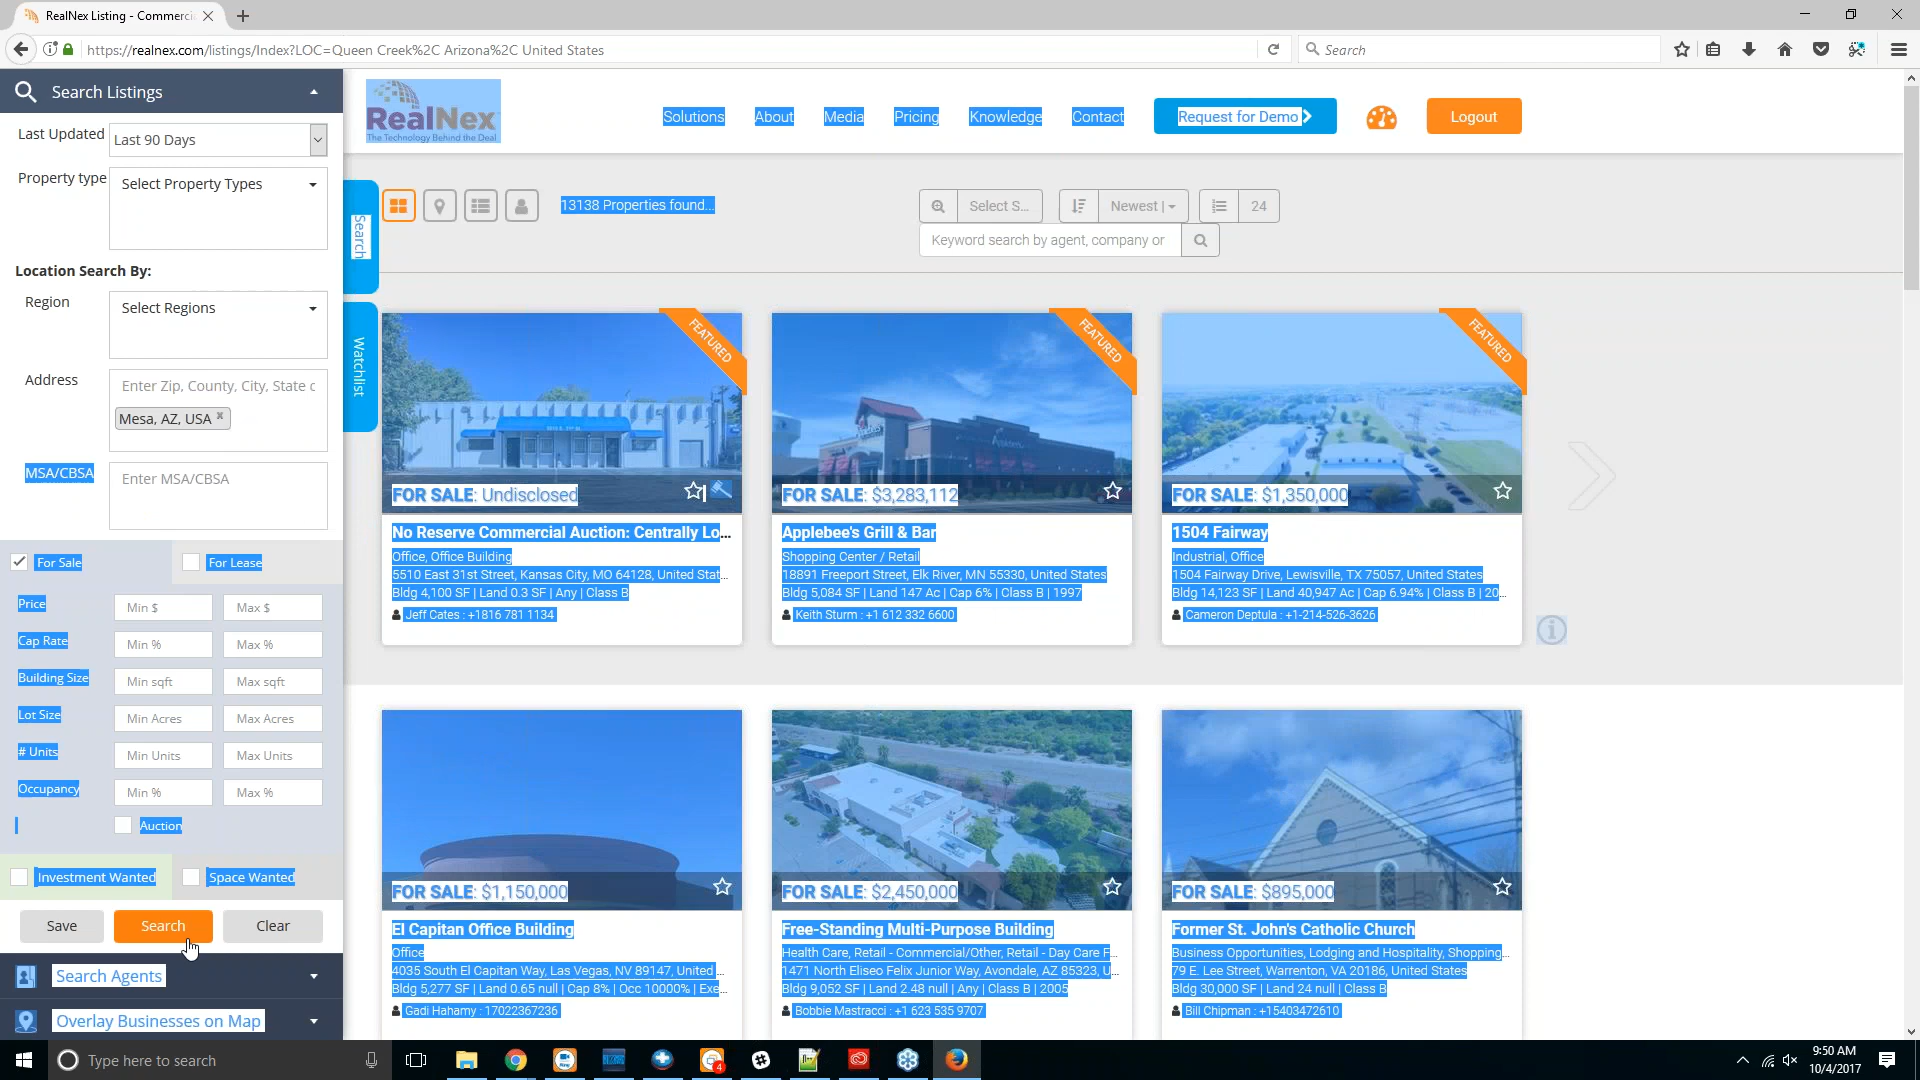 RealNex Listing - Commerci
https://realnex.com/listings/Index?LOC=Queen Creek%2C Arizona%2C United States
Search
Search Listings
Last Updated
Last 90 Days
Property type
Select Property Types
Location Search By:
Region
Select Regions
Address
Enter Zip, County, City, State
Mesa, AZ, USA
MSA/CBSA
Enter MSA/CBSA
For Sale
For Lease
Price
Min $
Max $
Cap Rate
Min %
Max %
Building Size
Min sqft
Max sqft
Lot Size
Min Acres
Max Acres
# Units
Min Units
Max Units
Occupancy
Min %
Max %
Auction
Investment Wanted
Space Wanted
Save
Search
Clear
Search Agents
Overlay Businesses on Map
Search
Watchlist
RealNex
The Technology Behind the Deal
Solutions
About
Media
Pricing
Knowledge
Contact
Request for Demo
Logout
13138 Properties found...
Select S...
Newest |
24
Keyword search by agent, company or
FEATURED
FOR SALE: Undisclosed
No Reserve Commercial Auction: Centrally Lo...
Office, Office Building
5510 East 31st Street, Kansas City, MO 64128, United Stat...
Bldg 4,100 SF | Land 0.3 SF | Any | Class B
Jeff Cates : +1816 781 1134
FEATURED
Applebee's
FOR SALE: $3,283,112
Applebee's Grill & Bar
Shopping Center / Retail
18891 Freeport Street, Elk River, MN 55330, United States
Bldg 5,084 SF | Land 147 Ac | Cap 6% | Class B | 1997
Keith Sturm : +1 612 332 6600
FEATURED
FOR SALE: $1,350,000
1504 Fairway
Industrial, Office
1504 Fairway Drive, Lewisville, TX 75057, United States
Bldg 14,123 SF | Land 40,947 Ac | Cap 6.94% | Class B | 20...
Cameron Deptula : +1-214-526-3626
FOR SALE: $1,150,000
El Capitan Office Building
Office
4035 South El Capitan Way, Las Vegas, NV 89147, United ...
Bldg 5,277 SF | Land 0.65 null | Cap 8% | Occ 10000% | Exe...
Gadi Hahamy : 17022367236
FOR SALE: $2,450,000
Free-Standing Multi-Purpose Building
Health Care, Retail - Commercial/Other, Retail - Day Care F...
1471 North Eliseo Felix Junior Way, Avondale, AZ 85323, U...
Bldg 9,052 SF | Land 2.48 null | Any | Class B | 2005
Bobbie Mastracci : +1 623 535 9707
FOR SALE: $895,000
Former St. John's Catholic Church
Business Opportunities, Lodging and Hospitality, Shopping...
79 E. Lee Street, Warrenton, VA 20186, United States
Bldg 30,000 SF | Land 24 null | Class B
Bill Chipman : +15403472610
Type here to search
4
9:50 AM
10/4/2017